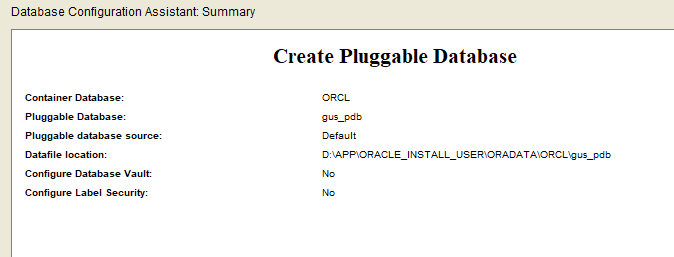 Database Configuration Assistant: Summary
Create Pluggable Database
Container Database: ORCL
Pluggable Database: gus_pdb
Pluggable database source: Default
Datafile location: D:\APP\ORACLE_INSTALL_USER\ORADATA\ORCL\gus_pdb
Configure Database Vault: No
Configure Label Security: No